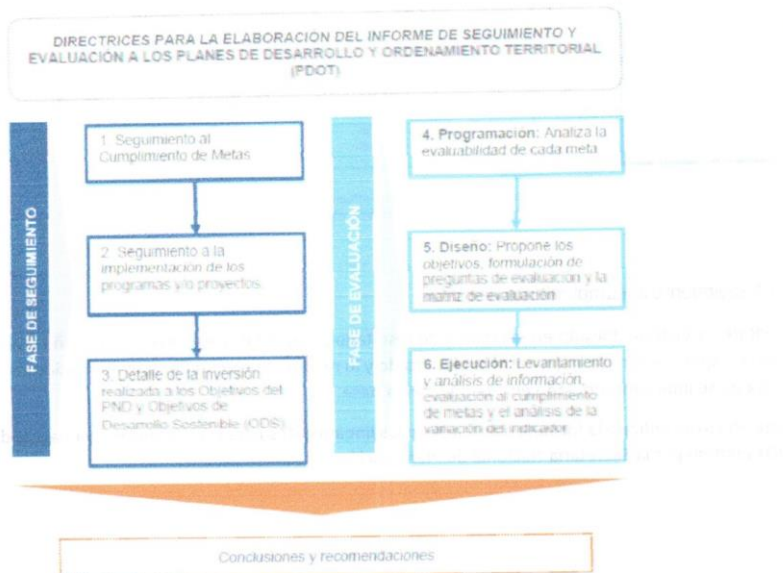 DIRECTRICES PARA LA ELABORACIÓN DEL INFORME DE SEGUIMIENTO Y
EVALUACIÓN A LOS PLANES DE DESARROLLO Y ORDENAMIENTO TERRITORIAL
(PDOT)
FASE DE SEGUIMIENTO
1. Seguimiento al
Cumplimiento de Metas
2. Seguimiento a la
implementación de los
programas y/o proyectos
3. Detalle de la inversión
realizada a los Objetivos del
PND y Objetivos de
Desarrollo Sostenible (ODS)
FASE DE EVALUACIÓN
4. Programación: Analiza la
evaluabilidad de cada meta
5. Diseño: Propone los
objetivos, formulación de
preguntas de evaluación y la
matriz de evaluación
6. Ejecución: Levantamiento
y análisis de información,
evaluación al cumplimiento
de metas y el análisis de la
variación del indicador
Conclusiones y recomendaciones